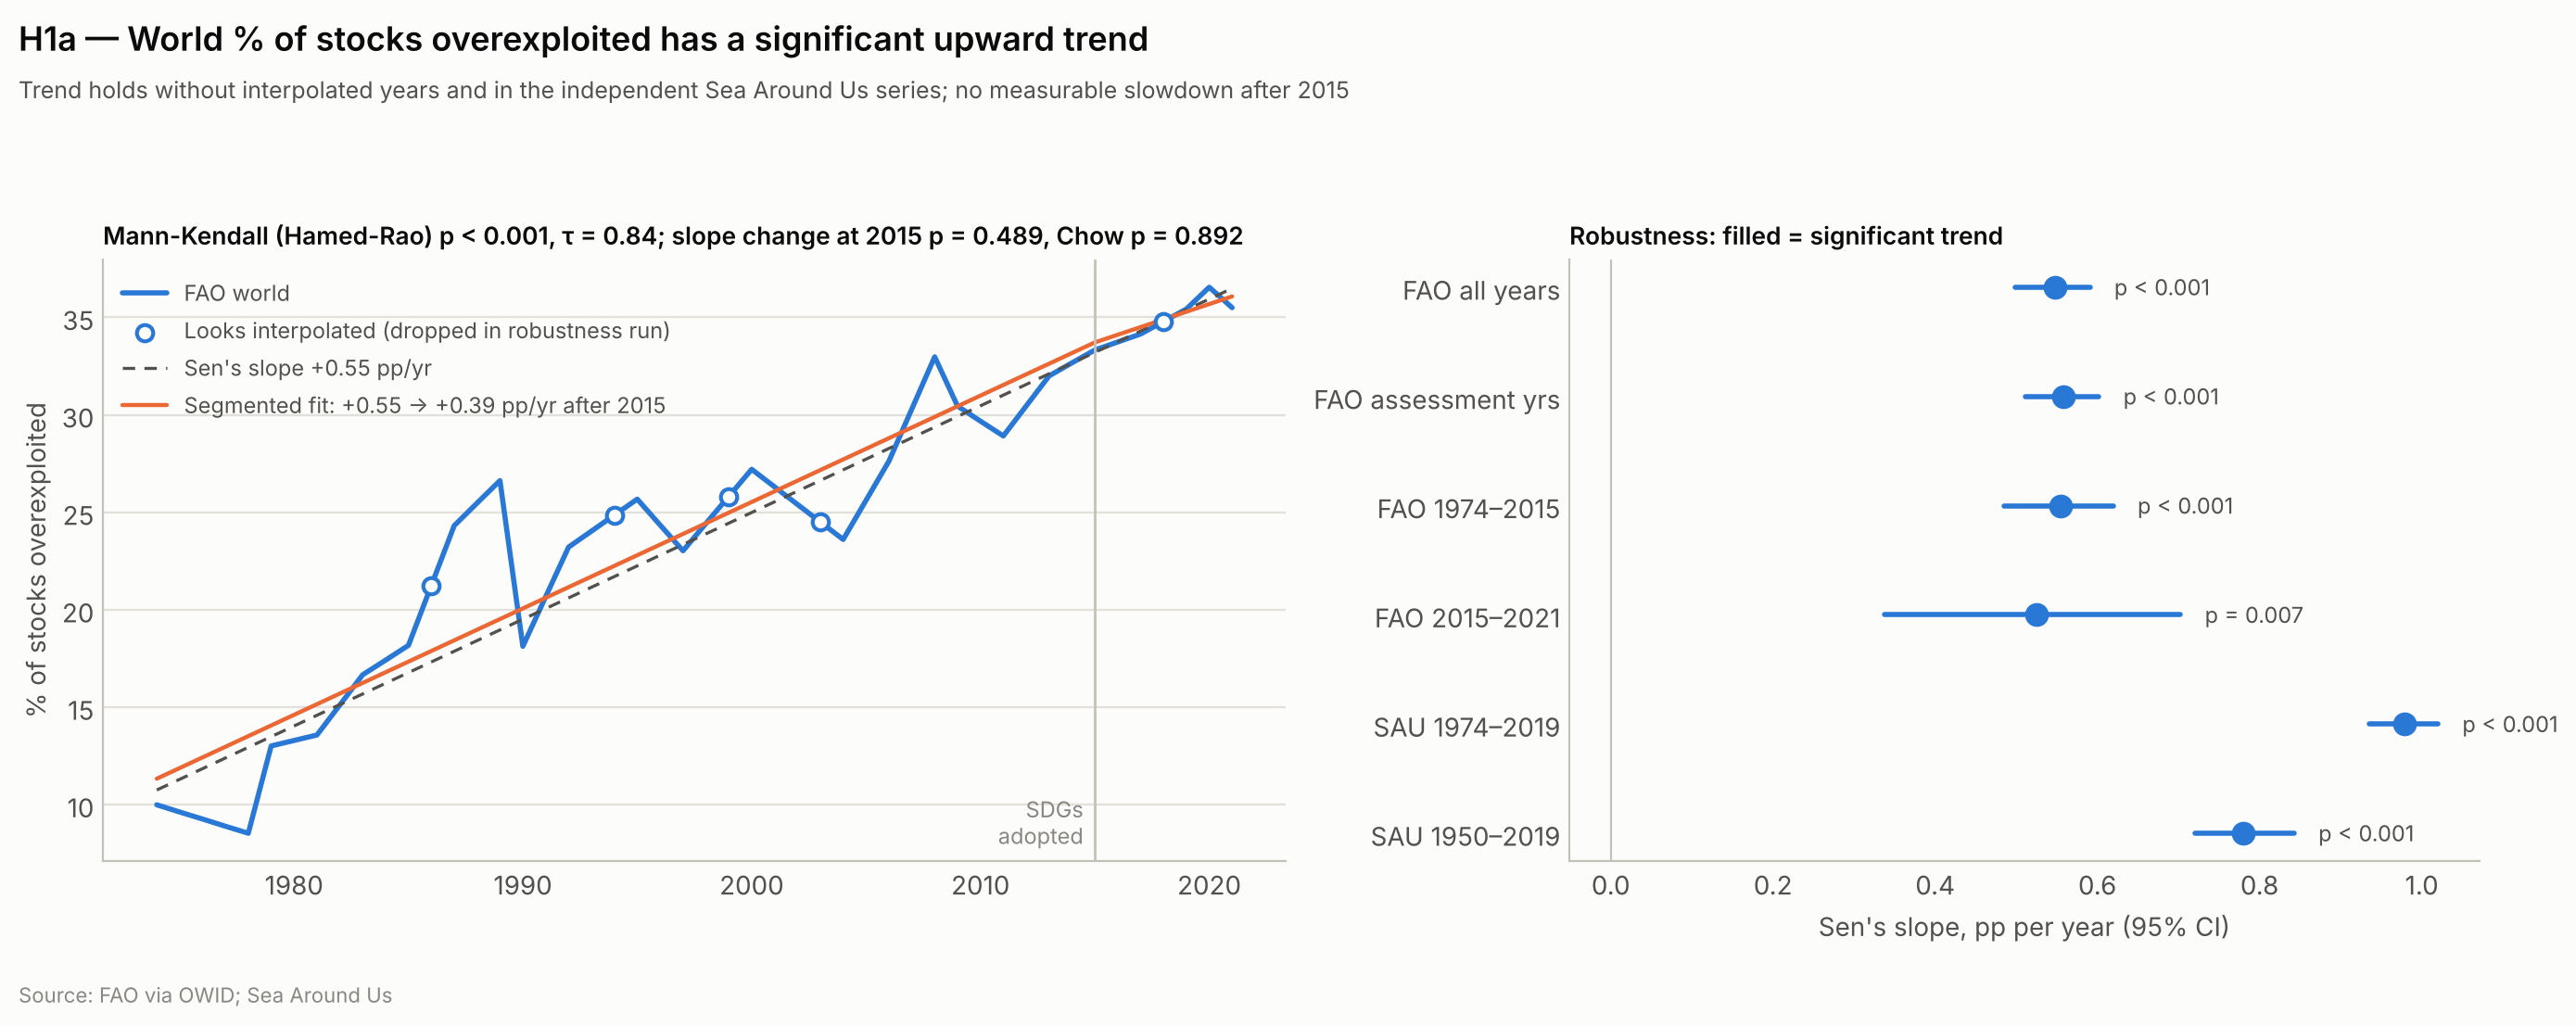 H1a — World % of stocks overexploited has a significant upward trend
Trend holds without interpolated years and in the independent Sea Around Us series; no measurable slowdown after 2015
Mann-Kendall (Hamed-Rao) p < 0.001, τ = 0.84; slope change at 2015 p = 0.489, Chow p = 0.892
FAO world
Looks interpolated (dropped in robustness run)
Sen's slope +0.55 pp/yr
Segmented fit: +0.55 → +0.39 pp/yr after 2015
% of stocks overexploited
35
30
25
20
15
10
SDGs
adopted
1980 1990 2000 2010 2020
Robustness: filled = significant trend
FAO all years p < 0.001
FAO assessment yrs p < 0.001
FAO 1974–2015 p < 0.001
FAO 2015–2021 p = 0.007
SAU 1974–2019 p < 0.001
SAU 1950–2019 p < 0.001
0.0 0.2 0.4 0.6 0.8 1.0
Sen's slope, pp per year (95% CI)
Source: FAO via OWID; Sea Around Us